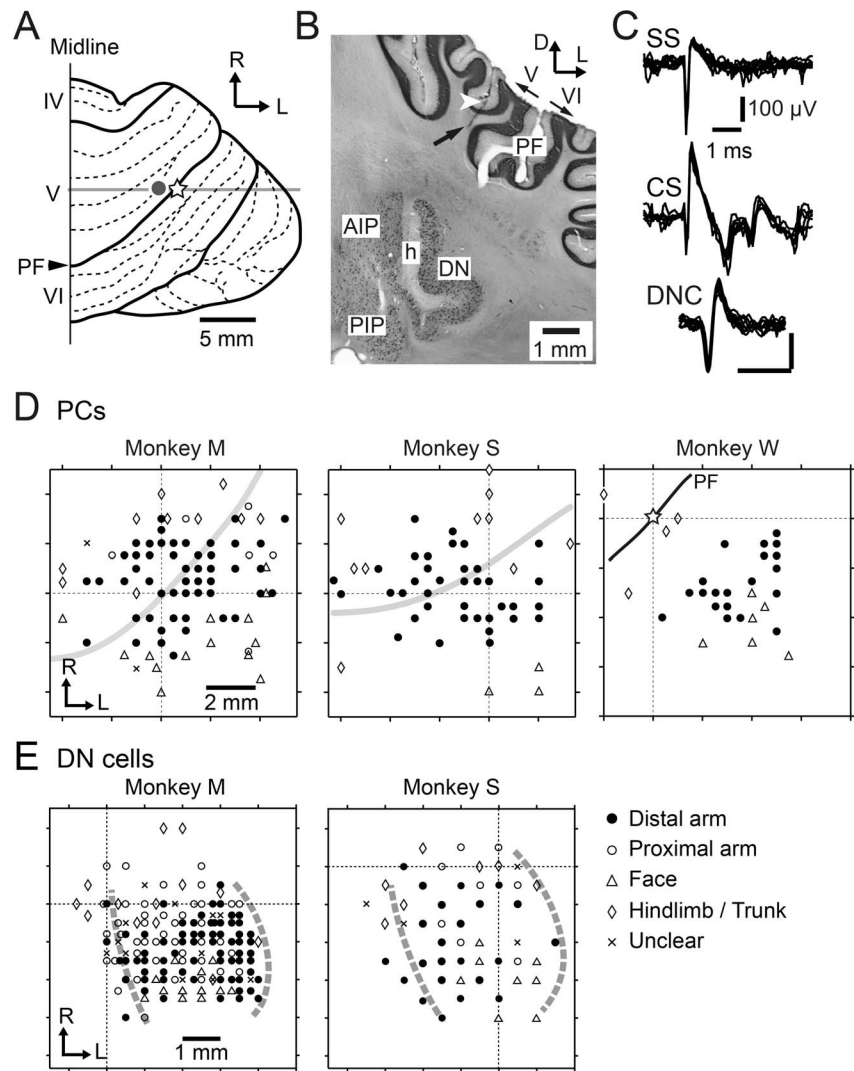 A
Midline
R
L
IV
V
PF
VI
5 mm
B
D
L
V
VI
PF
AIP
h
DN
PIP
1 mm
C
SS
100 μV
1 ms
CS
DNC
D PCs
Monkey M
Monkey S
Monkey W
PF
R
L
2 mm
E DN cells
Monkey M
Monkey S
R
L
1 mm
Distal arm
Proximal arm
Face
Hindlimb / Trunk
Unclear